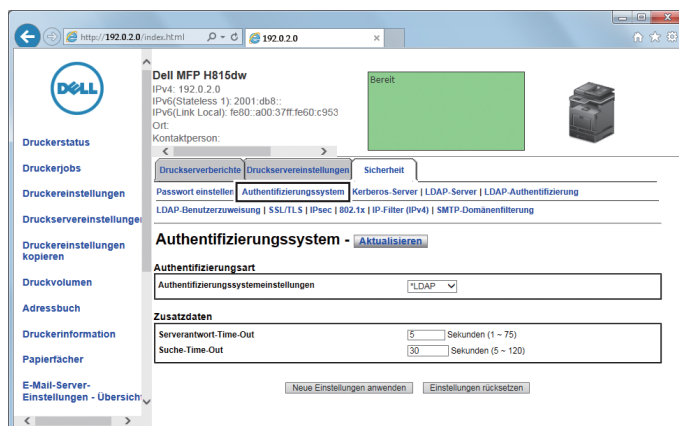 http://192.0.2.0/index.html
192.0.2.0
DELL
Dell MFP H815dw
IPv4: 192.0.2.0
IPv6(Stateless 1): 2001:db8::
IPv6(Link Local): fe80::a00:37ff:fe60:c953
Ort:
Kontaktperson:
Bereit
Druckerstatus
Druckerjobs
Druckereinstellungen
Druckservereinstellungen
Druckereinstellungen
kopieren
Druckvolumen
Adressbuch
Druckerinformation
Papierfächer
E-Mail-Server-
Einstellungen - Übersicht
Druckserverberichte Druckservereinstellungen Sicherheit
Passwort einstellen Authentifizierungssystem Kerberos-Server | LDAP-Server | LDAP-Authentifizierung
LDAP-Benutzerzuweisung | SSL/TLS | IPsec | 802.1x | IP-Filter (IPv4) | SMTP-Domänenfilterung
Authentifizierungssystem - Aktualisieren
Authentifizierungsart
Authentifizierungssystemeinstellungen *LDAP
Zusatzdaten
Serverantwort-Time-Out 5 Sekunden (1 ~ 75)
Suche-Time-Out 30 Sekunden (5 ~ 120)
Neue Einstellungen anwenden Einstellungen rücksetzen